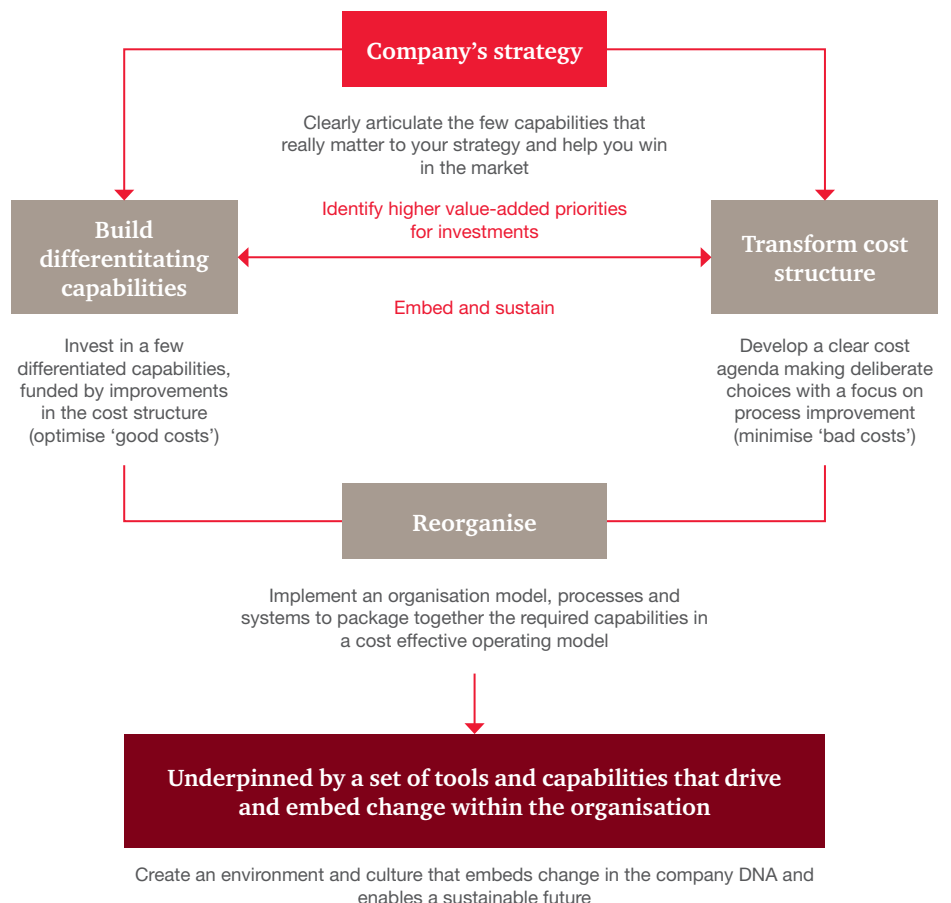 Company’s strategy
Clearly articulate the few capabilities that
really matter to your strategy and help you win
in the market
Identify higher value-added priorities
for investments
Embed and sustain
Build
differentitating
capabilities
Invest in a few
differentiated capabilities,
funded by improvements
in the cost structure
(optimise ‘good costs’)
Transform cost
structure
Develop a clear cost
agenda making deliberate
choices with a focus on
process improvement
(minimise ‘bad costs’)
Reorganise
Implement an organisation model, processes and
systems to package together the required capabilities in
a cost effective operating model
Underpinned by a set of tools and capabilities that drive
and embed change within the organisation
Create an environment and culture that embeds change in the company DNA and
enables a sustainable future